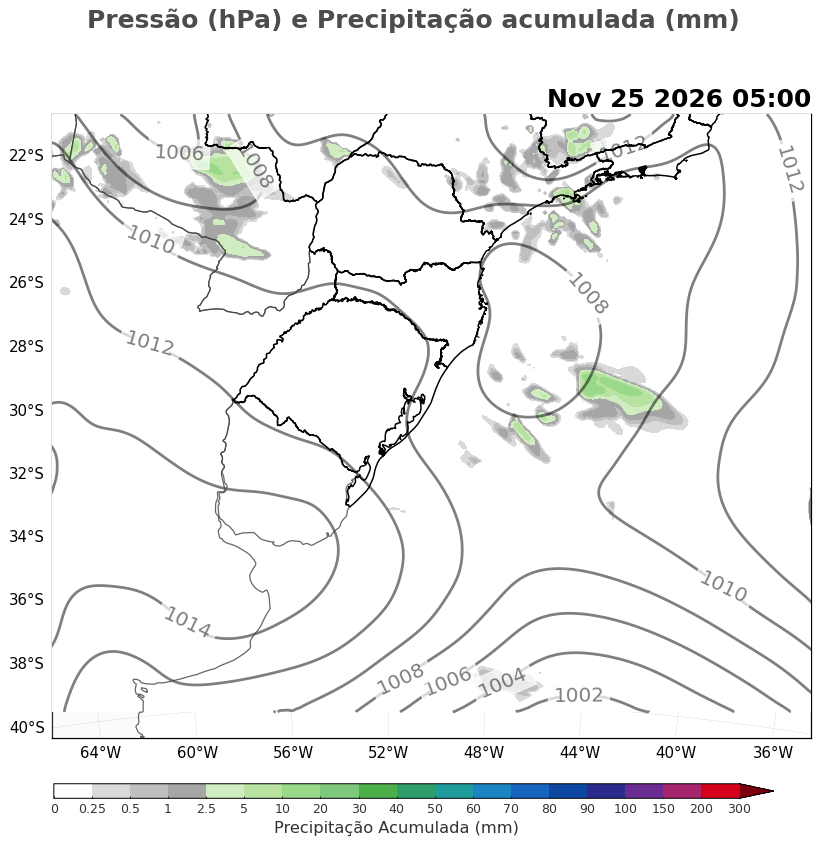 Pressão (hPa) e Precipitação acumulada (mm)
Nov 25 2026 05:00
1006
1008
1012
1012
1010
1008
1012
1010
1014
1008
1006
1004
1002
22°S
24°S
26°S
28°S
30°S
32°S
34°S
36°S
38°S
40°S
64°W 60°W 56°W 52°W 48°W 44°W 40°W 36°W
0 0.25 0.5 1 2.5 5 10 20 30 40 50 60 70 80 90 100 150 200 300
Precipitação Acumulada (mm)